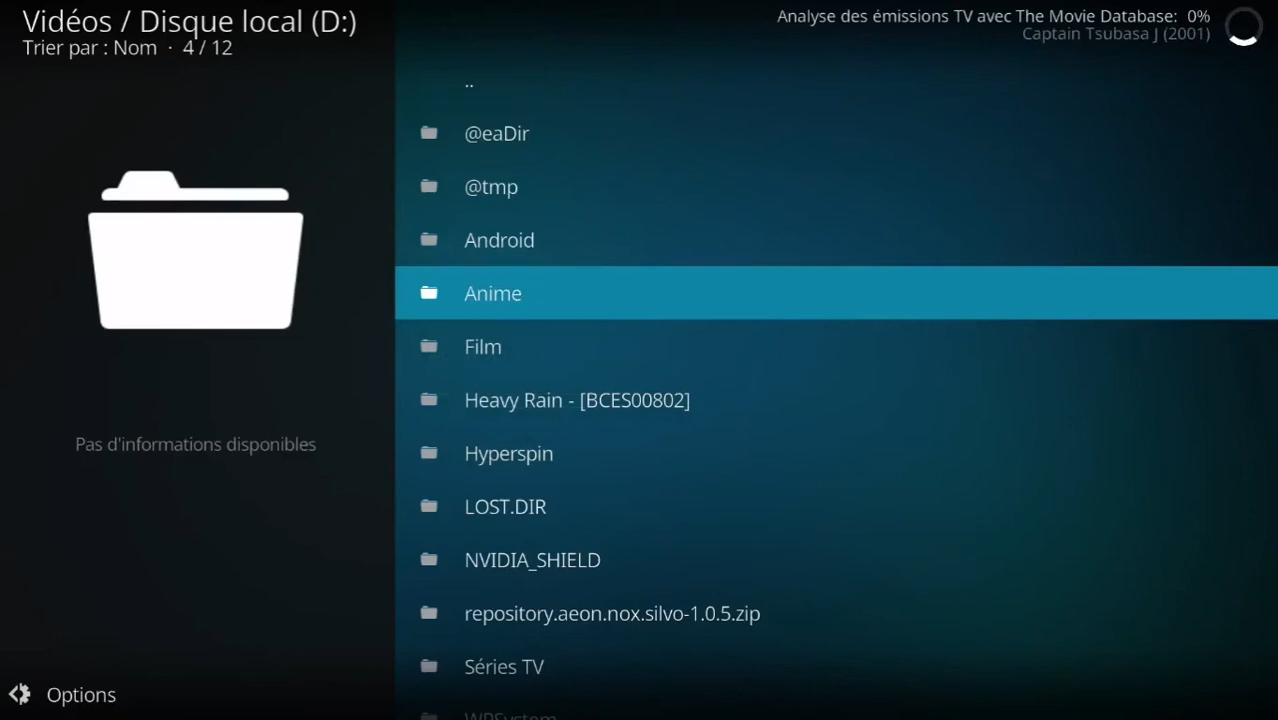 Vidéos / Disque local (D:)
Trier par : Nom · 4 / 12
Analyse des émissions TV avec The Movie Database: 0%
Captain Tsubasa J (2001)
..
@eaDir
@tmp
Android
Anime
Film
Heavy Rain - [BCES00802]
Hyperspin
LOST.DIR
NVIDIA_SHIELD
repository.aeon.nox.silvo-1.0.5.zip
Séries TV
WPSystem
Pas d'informations disponibles
Options